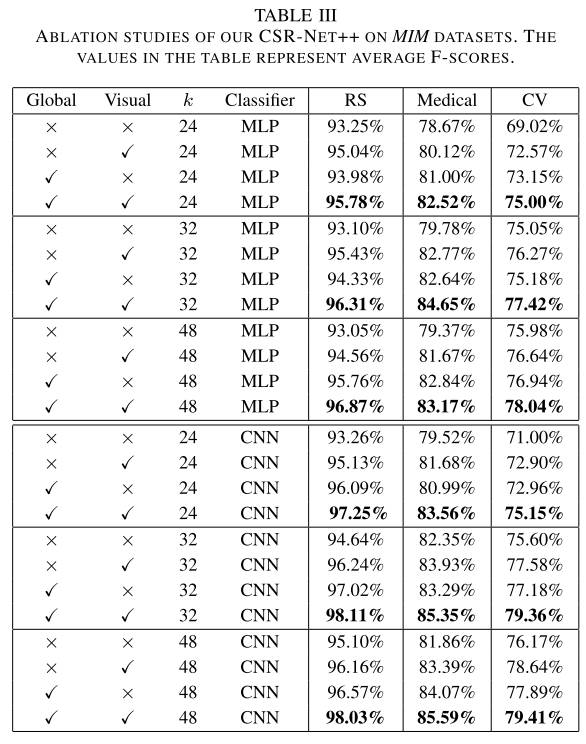 TABLE III
ABLATION STUDIES OF OUR CSR-NET++ ON MIM DATASETS. THE
VALUES IN THE TABLE REPRESENT AVERAGE F-SCORES.
Global Visual k Classifier RS Medical CV
× × 24 MLP 93.25% 78.67% 69.02%
× ✓ 24 MLP 95.04% 80.12% 72.57%
✓ × 24 MLP 93.98% 81.00% 73.15%
✓ ✓ 24 MLP 95.78% 82.52% 75.00%
× × 32 MLP 93.10% 79.78% 75.05%
× ✓ 32 MLP 95.43% 82.77% 76.27%
✓ × 32 MLP 94.33% 82.64% 75.18%
✓ ✓ 32 MLP 96.31% 84.65% 77.42%
× × 48 MLP 93.05% 79.37% 75.98%
× ✓ 48 MLP 94.56% 81.67% 76.64%
✓ × 48 MLP 95.76% 82.84% 76.94%
✓ ✓ 48 MLP 96.87% 83.17% 78.04%
× × 24 CNN 93.26% 79.52% 71.00%
× ✓ 24 CNN 95.13% 81.68% 72.90%
✓ × 24 CNN 96.09% 80.99% 72.96%
✓ ✓ 24 CNN 97.25% 83.56% 75.15%
× × 32 CNN 94.64% 82.35% 75.60%
× ✓ 32 CNN 96.24% 83.93% 77.58%
✓ × 32 CNN 97.02% 83.29% 77.18%
✓ ✓ 32 CNN 98.11% 85.35% 79.36%
× × 48 CNN 95.10% 81.86% 76.17%
× ✓ 48 CNN 96.16% 83.39% 78.64%
✓ × 48 CNN 96.57% 84.07% 77.89%
✓ ✓ 48 CNN 98.03% 85.59% 79.41%